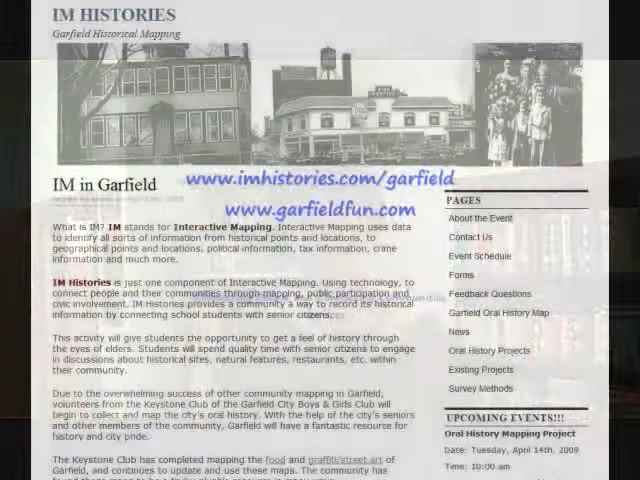 IM HISTORIES
Garfield Historical Mapping
www.imhistories.com/garfield
www.garfieldfun.com
IM in Garfield
What is IM? IM stands for Interactive Mapping. Interactive Mapping uses data
to identify all sorts of information from historical points and locations, to
geographical points and locations, political information, tax information, crime
information and much more.
IM Histories is just one component of Interactive Mapping. Using technology, to
connect people and their communities through mapping, public participation and
civic involvement. IM Histories provides a community a way to record its historical
information by connecting school students with senior citizens.
This activity will give students the opportunity to get a feel of history through
the eyes of elders. Students will spend quality time with senior citizens to engage
in discussions about historical sites, natural features, restaurants, etc. within
their community.
Due to the overwhelming success of other community mapping in Garfield,
volunteers from the Keystone Club of the Garfield City Boys & Girls Club will
begin to collect and map the city's oral history. With the help of the city's seniors
and other members of the community, Garfield will have a fantastic resource for
history and city pride.
The Keystone Club has completed mapping the food and graffiti/street art of
Garfield, and continues to update and use these maps. The community has
PAGES
About the Event
Contact Us
Event Schedule
Forms
Feedback Questions
Garfield Oral History Map
News
Oral History Projects
Existing Projects
Survey Methods
UPCOMING EVENTS!!!
Oral History Mapping Project
Date: Tuesday, April 14th, 2009
Time: 10:00 am